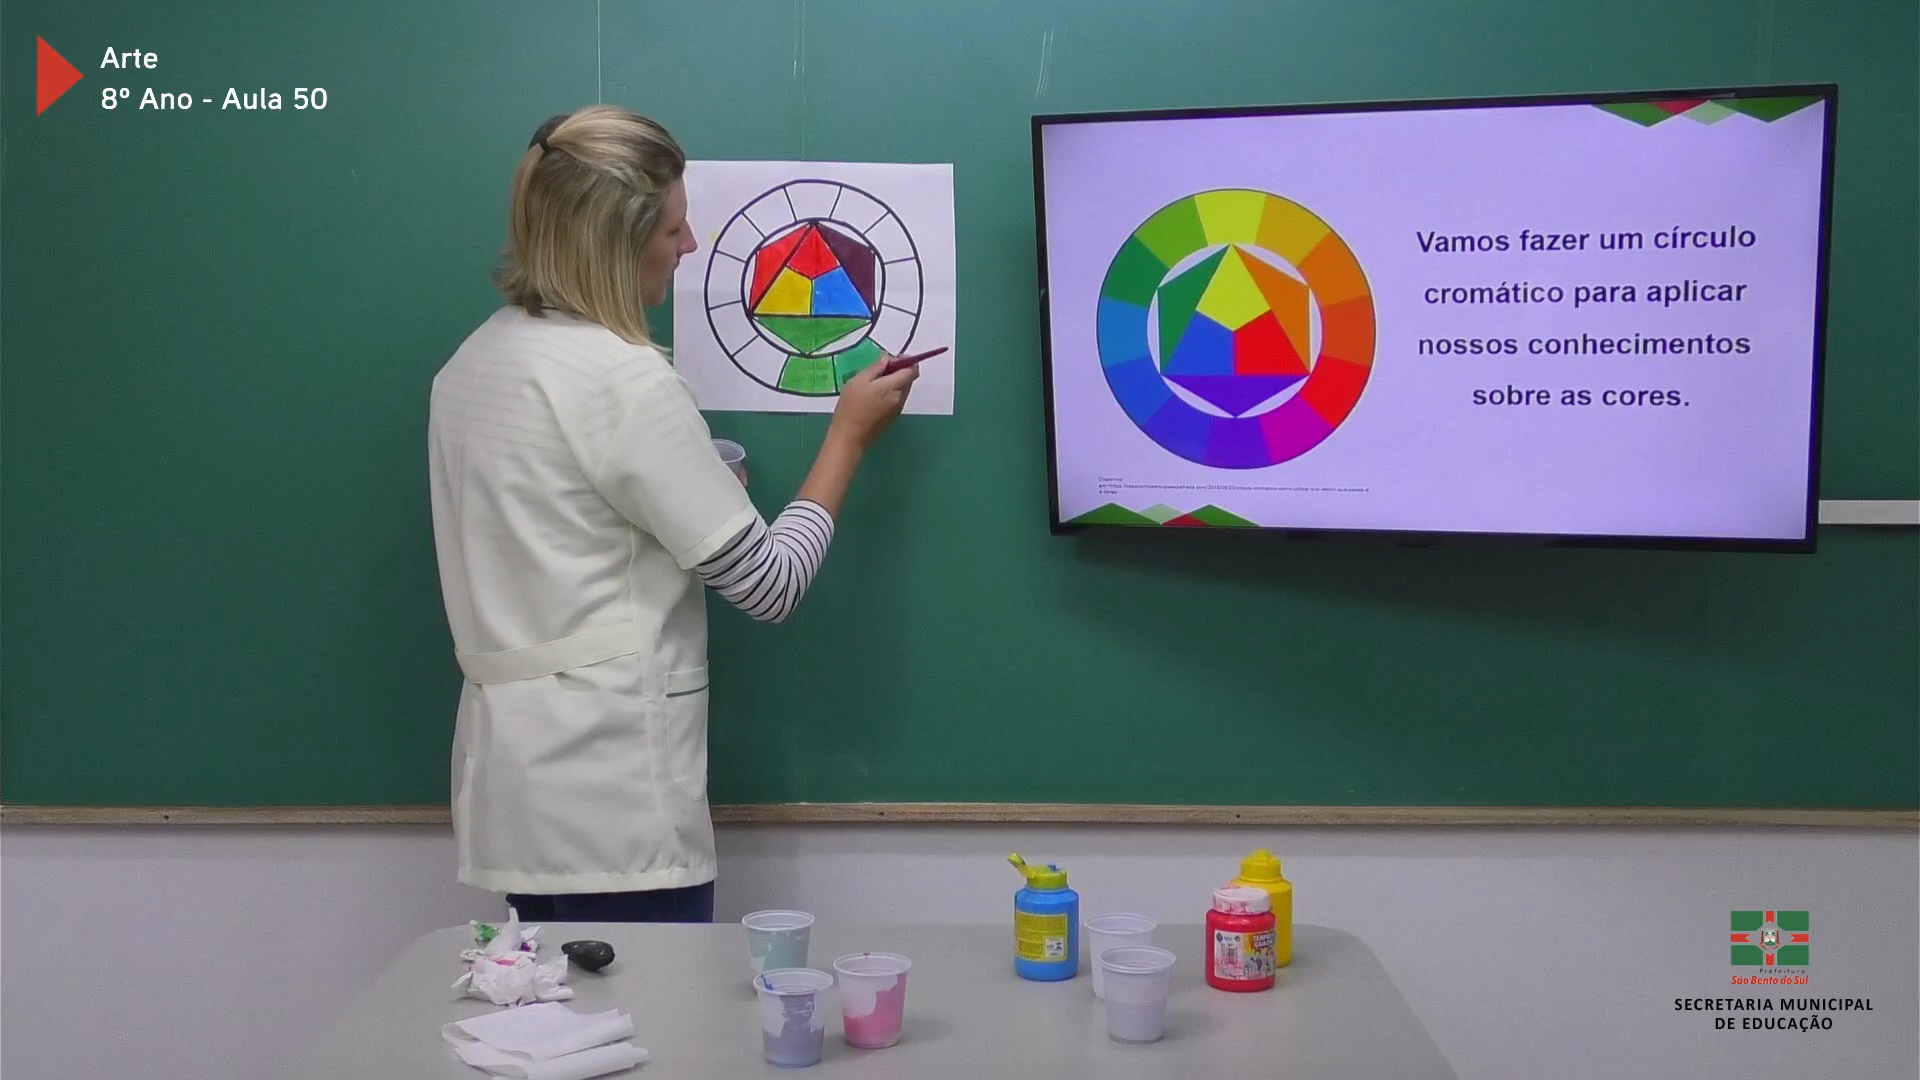 Arte
8º Ano - Aula 50
Vamos fazer um círculo
cromático para aplicar
nossos conhecimentos
sobre as cores.
Disponível
Prefeitura
São Bento do Sul
SECRETARIA MUNICIPAL
DE EDUCAÇÃO